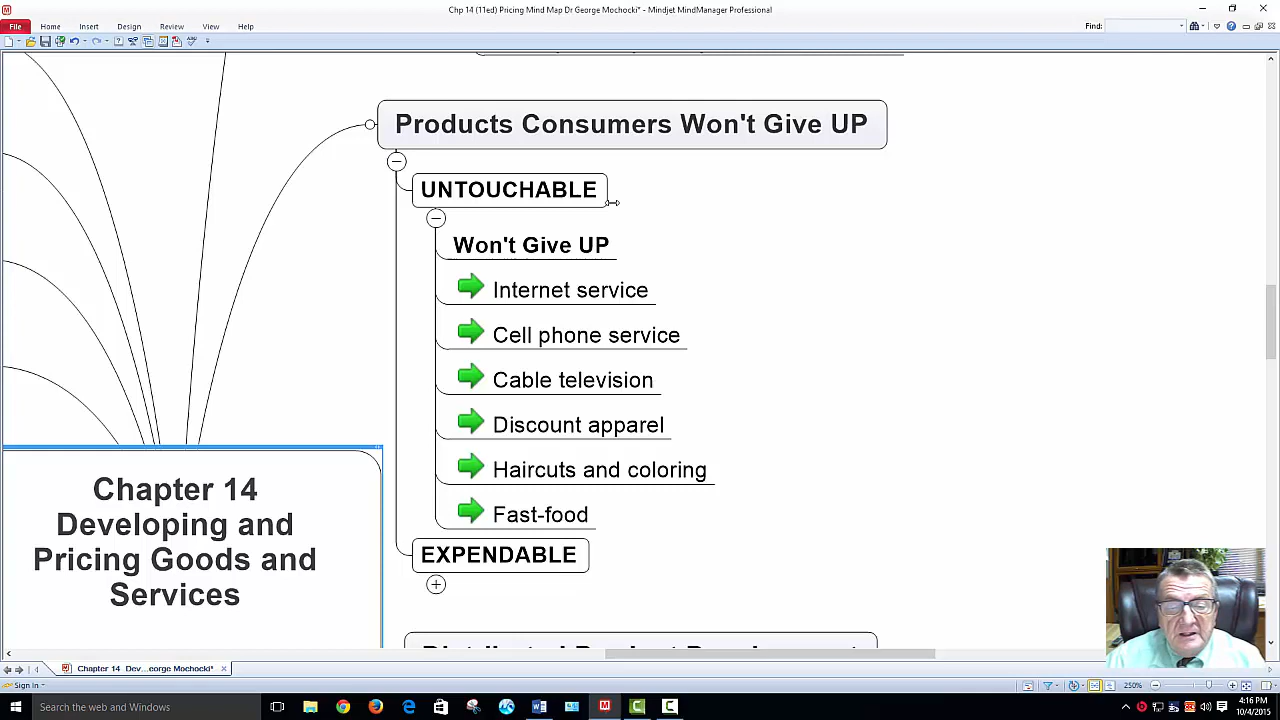 Chp 14 (11ed) Pricing Mind Map Dr George Mochocki* - Mindjet MindManager Professional
File Home Insert Design Review View Help Find:
Products Consumers Won't Give UP
UNTOUCHABLE
Won't Give UP
Internet service
Cell phone service
Cable television
Discount apparel
Haircuts and coloring
Fast-food
EXPENDABLE
Chapter 14
Developing and
Pricing Goods and
Services
Chapter 14 Dev...eorge Mochocki*
Sign In 250%
Search the web and Windows
4:16 PM
10/4/2015